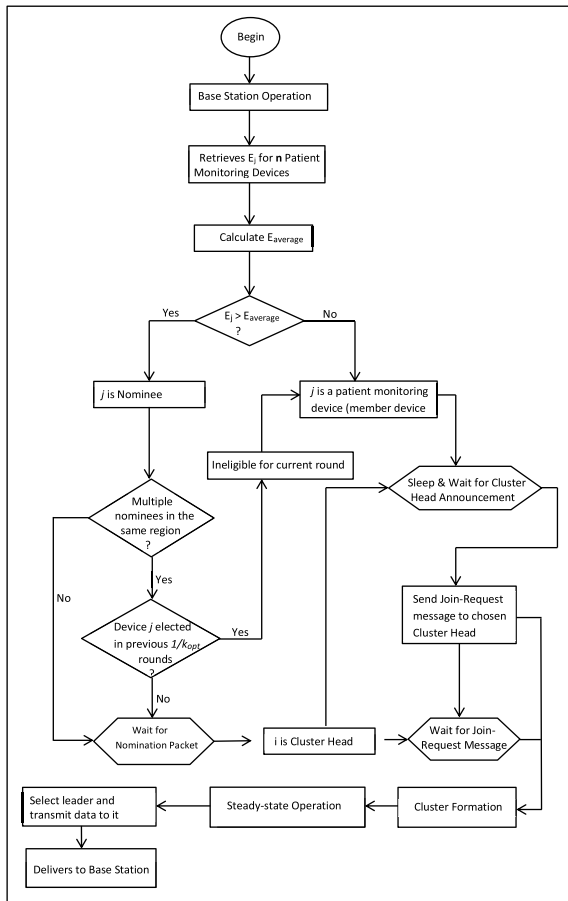 Begin
Base Station Operation
Retrieves Ej for n Patient
Monitoring Devices
Calculate Eaverage
Yes
Ej > Eaverage
?
No
j is Nominee
j is a patient monitoring
device (member device
Ineligible for current round
Sleep & Wait for Cluster
Head Announcement
Multiple
nominees in the
same region
?
No
Yes
Send Join-Request
message to chosen
Cluster Head
Device j elected
in previous 1/kopt
rounds
?
Yes
No
Wait for
Nomination Packet
i is Cluster Head
Wait for Join-
Request Message
Select leader and
transmit data to it
Steady-state Operation
Cluster Formation
Delivers to Base Station